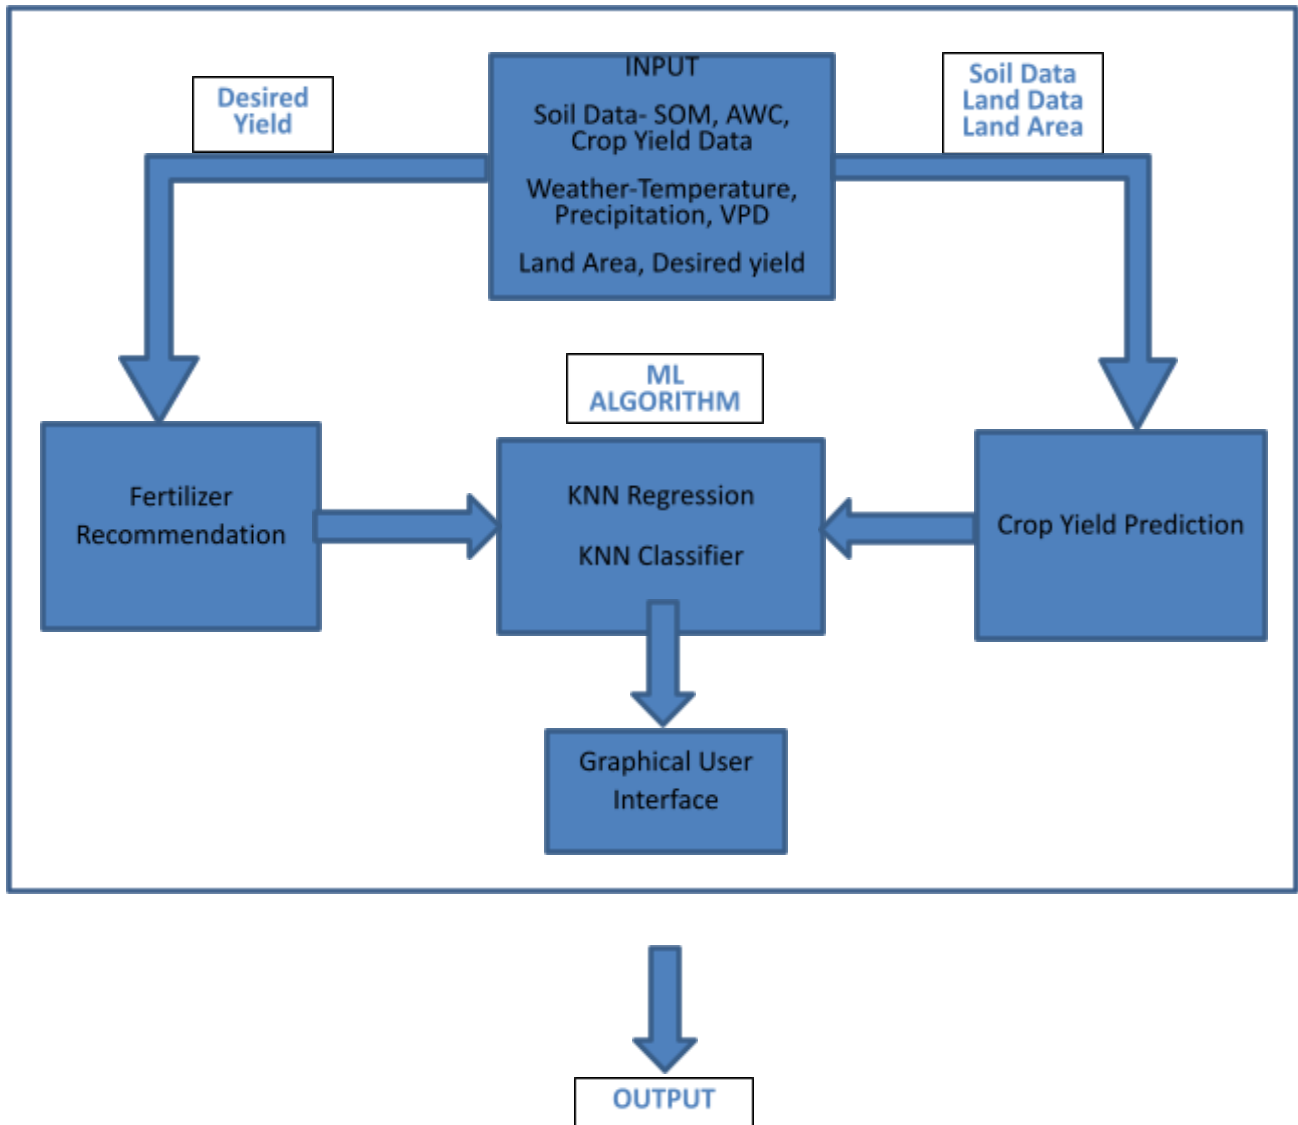 INPUT
Soil Data- SOM, AWC,
Crop Yield Data
Weather-Temperature,
Precipitation, VPD
Land Area, Desired yield
Desired
Yield
Soil Data
Land Data
Land Area
ML
ALGORITHM
Fertilizer
Recommendation
KNN Regression
KNN Classifier
Crop Yield Prediction
Graphical User
Interface
OUTPUT